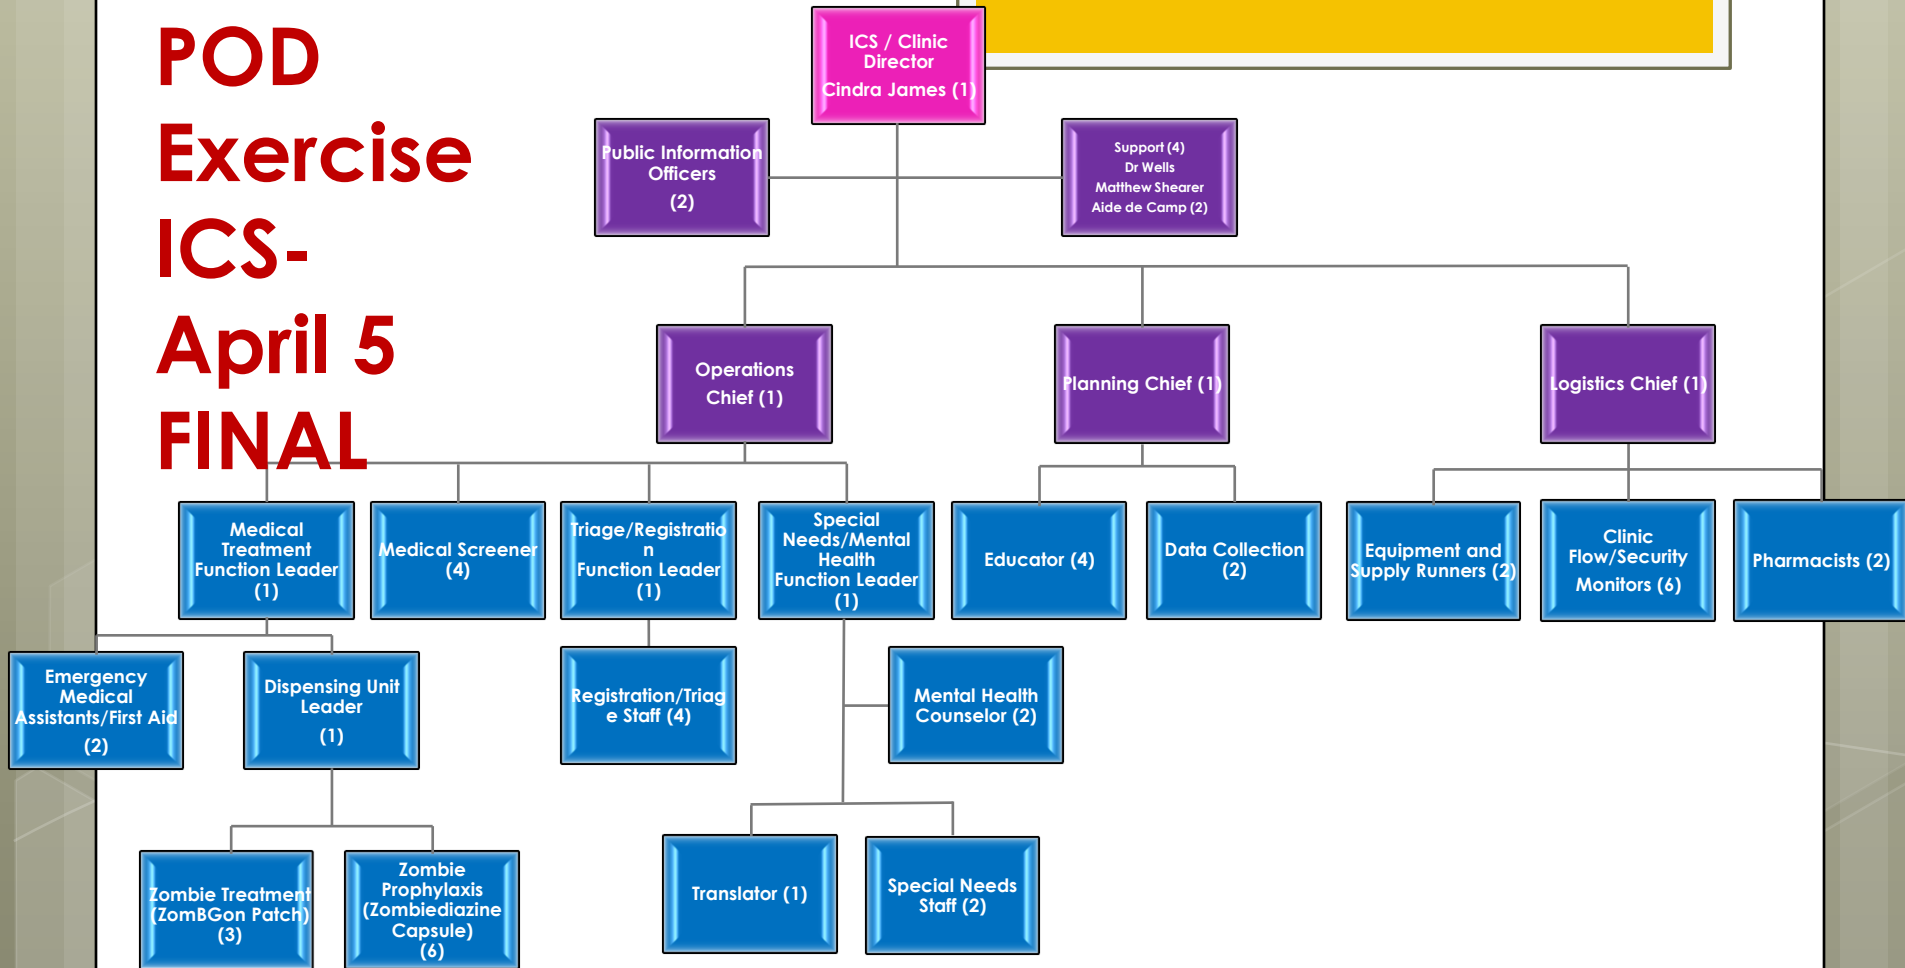 POD
Exercise
ICS-
April 5
FINAL
ICS / Clinic
Director
Cindra James (1)
Public Information
Officers
(2)
Support (4)
Dr Wells
Matthew Shearer
Aide de Camp (2)
Operations
Chief (1)
Planning Chief (1)
Logistics Chief (1)
Medical
Treatment
Function Leader
(1)
Medical Screener
(4)
Triage/Registratio
n
Function Leader
(1)
Special
Needs/Mental
Health
Function Leader
(1)
Educator (4)
Data Collection
(2)
Equipment and
Supply Runners (2)
Clinic
Flow/Security
Monitors (6)
Pharmacists (2)
Emergency
Medical
Assistants/First Aid
(2)
Dispensing Unit
Leader
(1)
Registration/Triag
e Staff (4)
Mental Health
Counselor (2)
Zombie Treatment
(ZomBGon Patch)
(3)
Zombie
Prophylaxis
(Zombiediazine
Capsule)
(6)
Translator (1)
Special Needs
Staff (2)